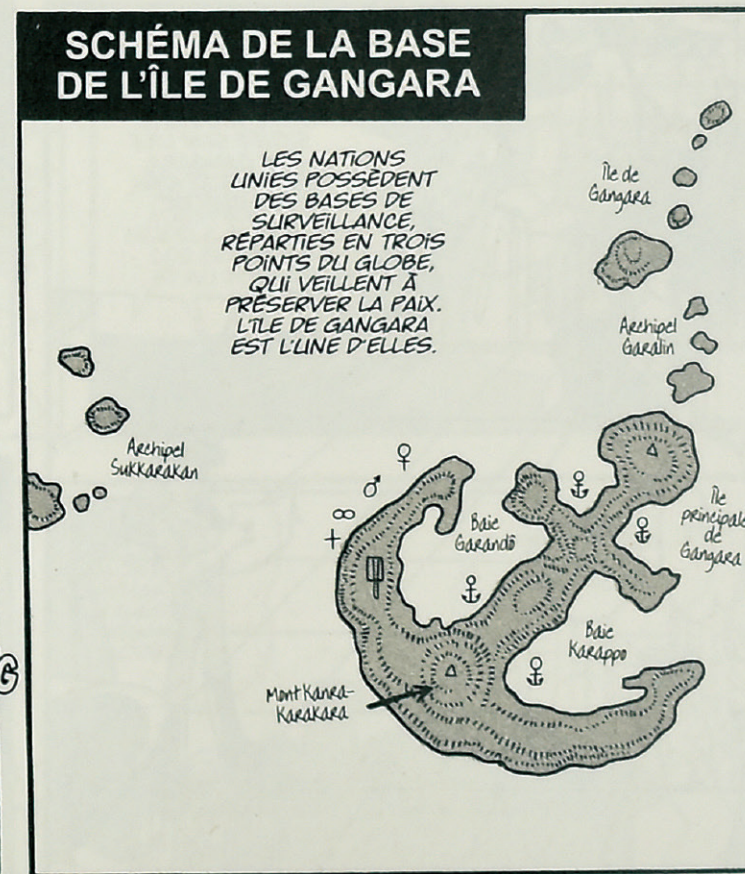 SCHÉMA DE LA BASE
DE L'ÎLE DE GANGARA
LES NATIONS
UNIES POSSÈDENT
DES BASES DE
SURVEILLANCE,
RÉPARTIES EN TROIS
POINTS DU GLOBE,
QUI VEILLENT À
PRÉSERVER LA PAIX.
L'ÎLE DE GANGARA
EST L'UNE D'ELLES.
Île de
Gangara
Archipel
Garalin
Archipel
Sukkarakan
Baie
Garandô
Île
principale
de
Gangara
Baie
Karappo
Mont Kanra-
Karakara
G